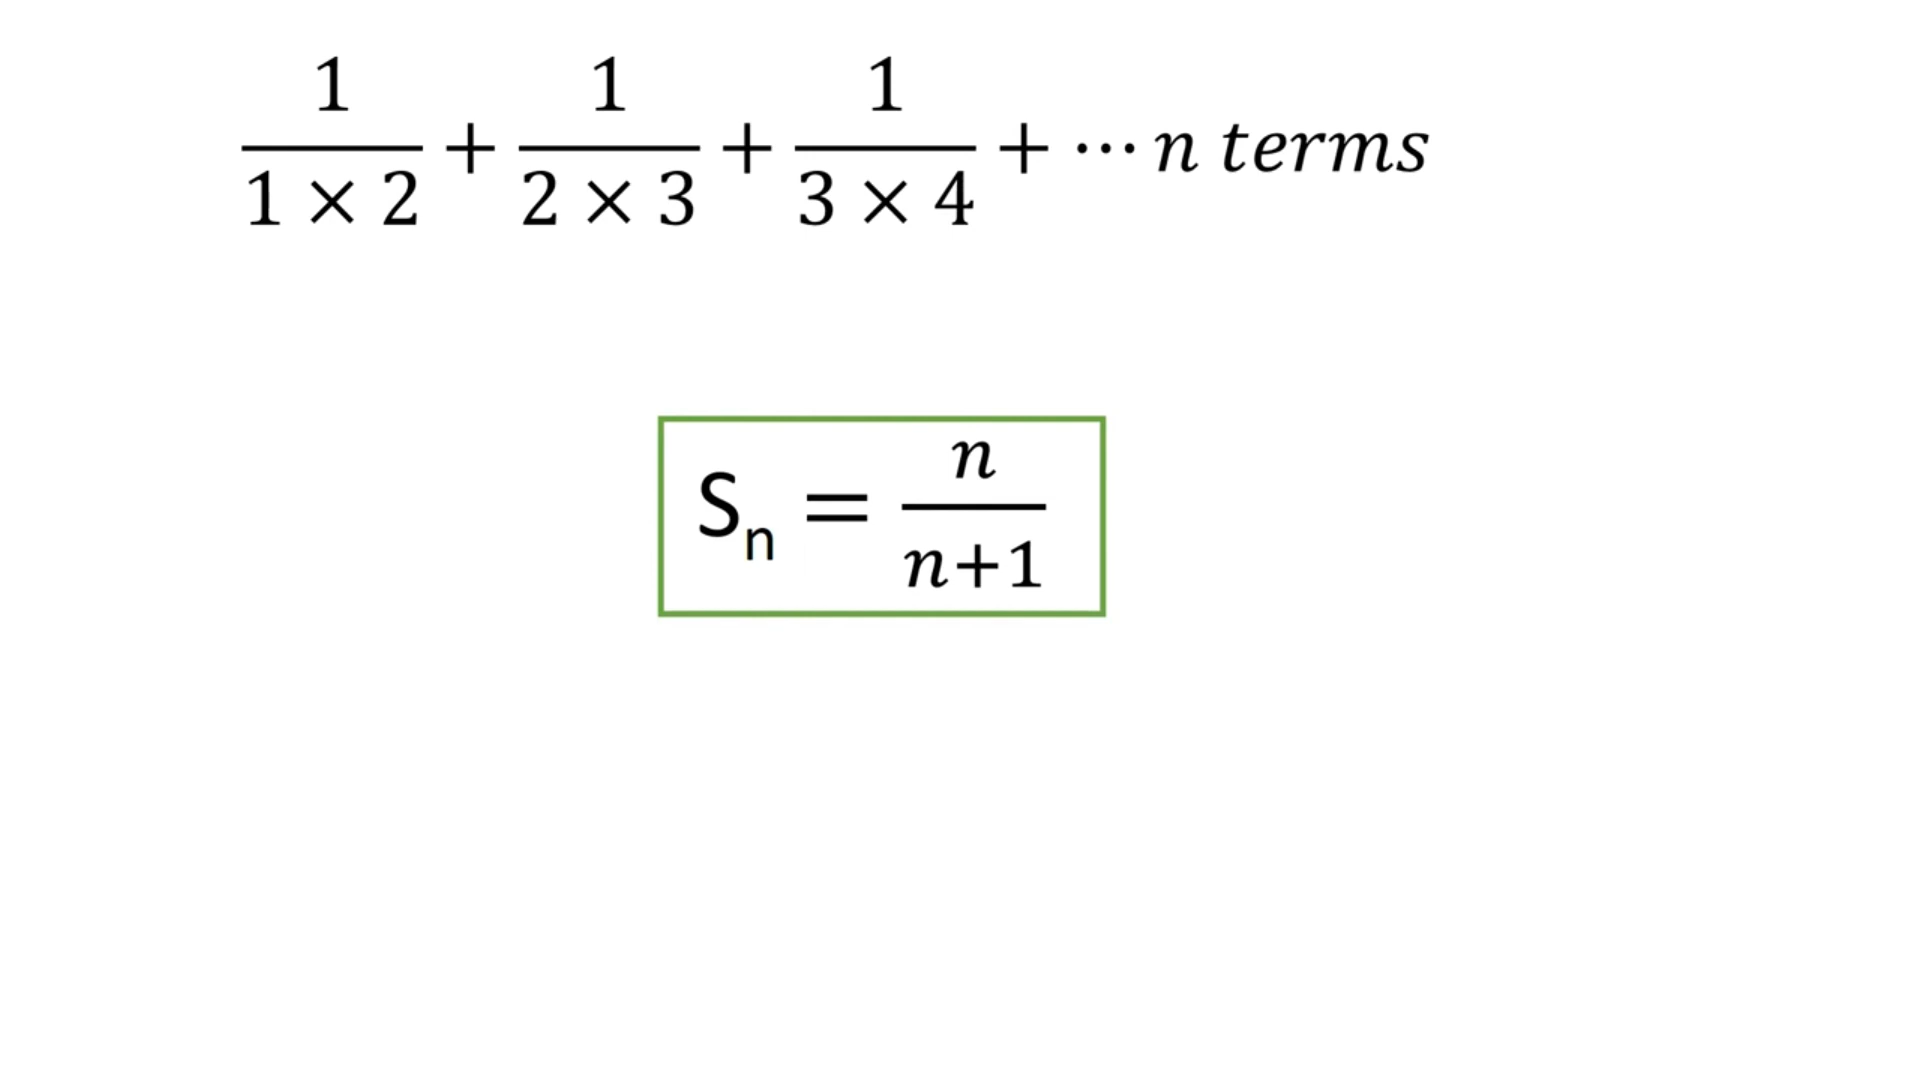 1/(1 × 2) + 1/(2 × 3) + 1/(3 × 4) + ⋯ n terms
Sₙ = n/(n+1)